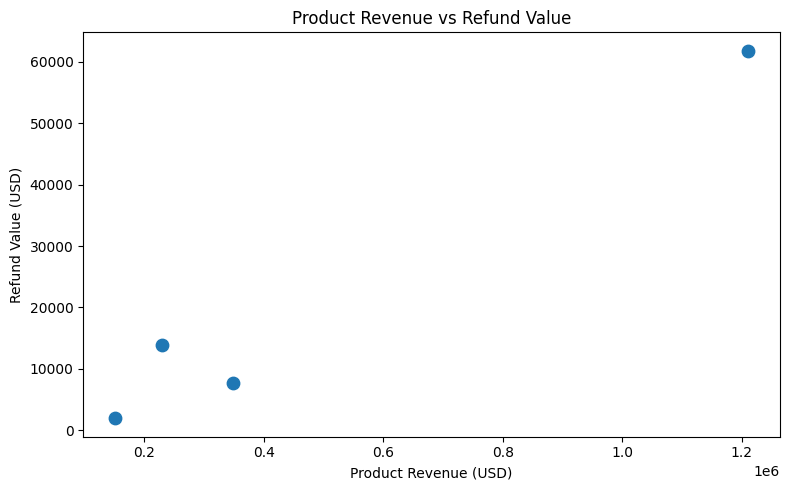 Product Revenue vs Refund Value
Refund Value (USD)
60000
50000
40000
30000
20000
10000
0
0.2 0.4 0.6 0.8 1.0 1.2
1e6
Product Revenue (USD)